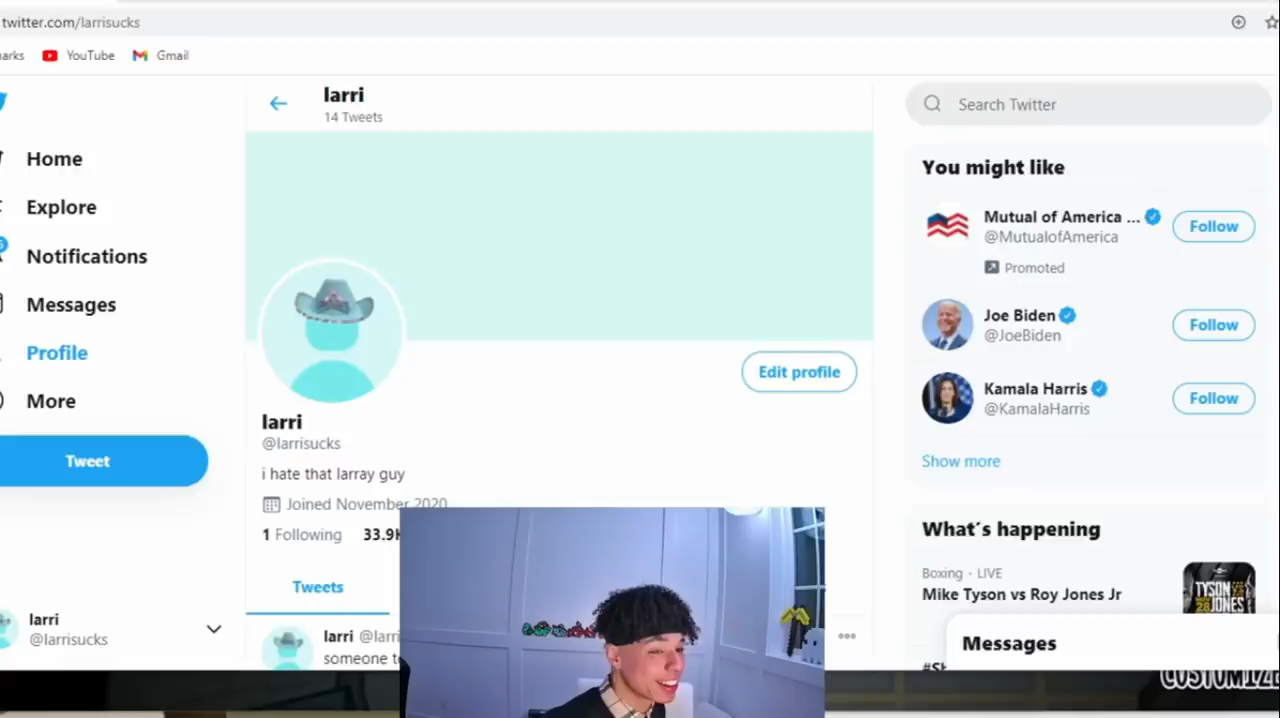 twitter.com/larrisucks
YouTube
Gmail
larri
14 Tweets
Search Twitter
Home
Explore
Notifications
Messages
Profile
More
Tweet
Edit profile
larri
@larrisucks
i hate that larray guy
Joined November 2020
1 Following
Tweets
larri
someone
larri
@larrisucks
You might like
Mutual of America ...
@MutualofAmerica
Promoted
Follow
Joe Biden
@JoeBiden
Follow
Kamala Harris
@KamalaHarris
Follow
Show more
What's happening
Boxing · LIVE
Mike Tyson vs Roy Jones Jr
TYSON
JONES
Messages